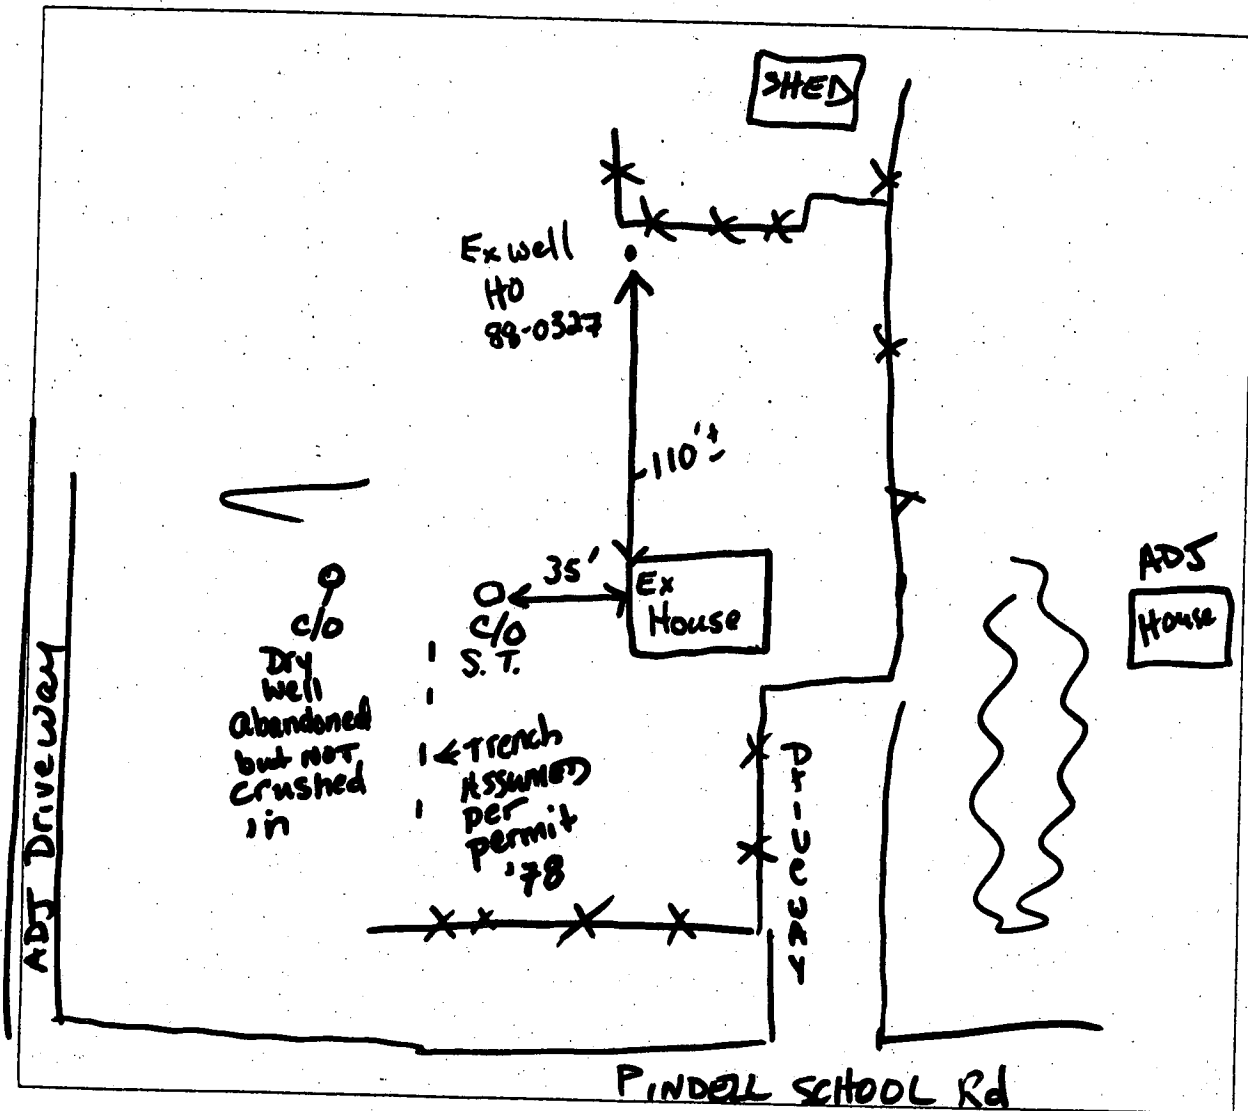 SHED
Ex well
HO
88-0327
110'±
35'
Ex
House
ADJ
House
C/O
S.T.
c/o
Dry
well
abandoned
but NOT
crushed
in
Trench
ASSUMED
per
permit
'78
Driveway
ADJ Driveway
PINDELL SCHOOL Rd